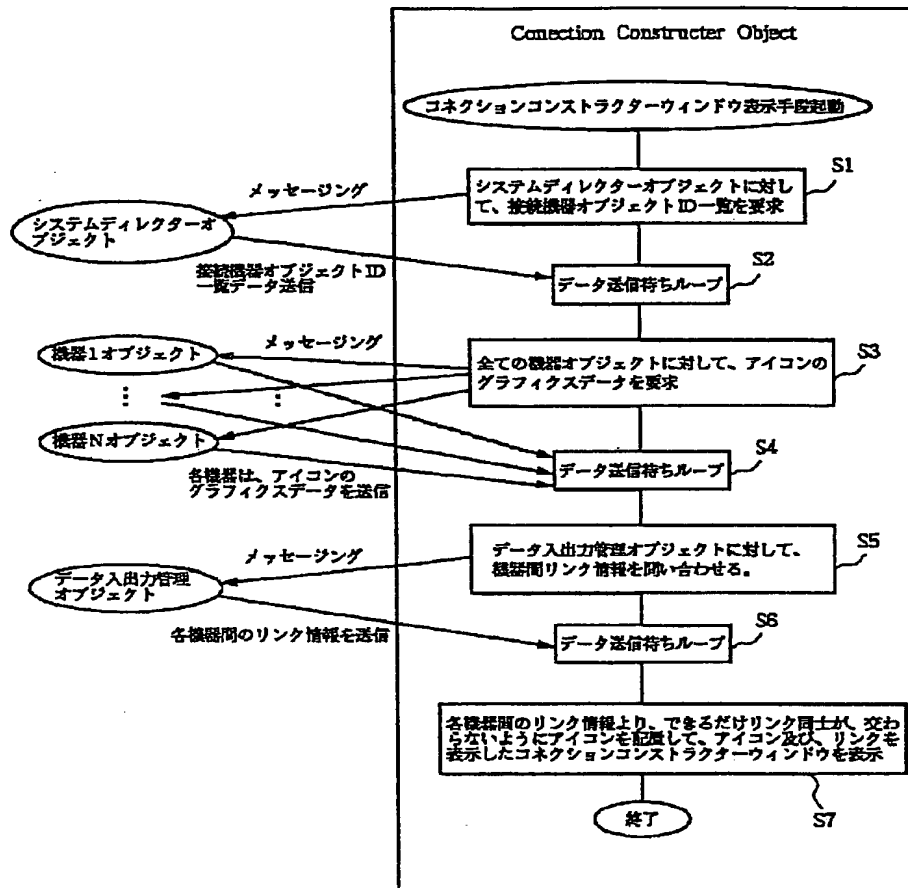 Conection Constructer Object
コネクションコンストラクターウィンドウ表示手段起動
S1
メッセージング
システムディレクターオブジェクトに対し
て、接続機器オブジェクトID一覧を要求
システムディレクターオ
ブジェクト
接続機器オブジェクトID
一覧データ送信
S2
データ送信待ちループ
メッセージング
機器1オブジェクト
S3
全ての機器オブジェクトに対して、アイコンの
グラフィクスデータを要求
機器Nオブジェクト
S4
データ送信待ちループ
各機器は、アイコンの
グラフィクスデータを送信
S5
メッセージング
データ入出力管理オブジェクトに対して、
機器間リンク情報を問い合わせる。
データ入出力管理
オブジェクト
S6
各機器間のリンク情報を送信
データ送信待ちループ
各機器間のリンク情報より、できるだけリンク同士が、交わ
らないようにアイコンを配置して、アイコン及び、リンクを
表示したコネクションコンストラクターウィンドウを表示
S7
終了